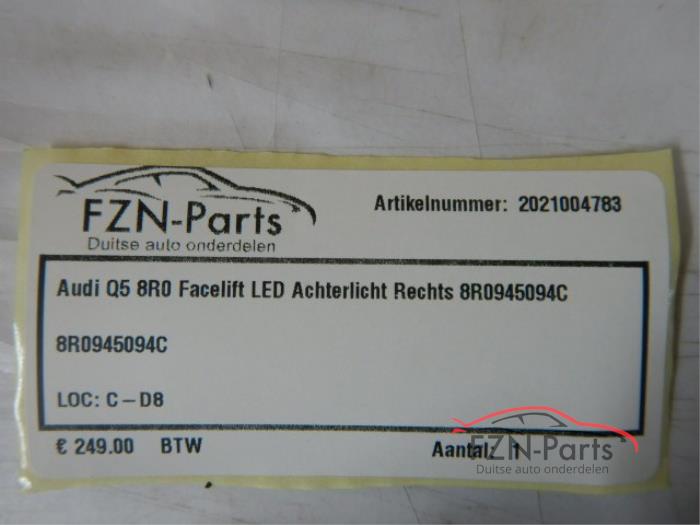 FZN-Parts
Duitse auto onderdelen
Artikelnummer: 2021004783
Audi Q5 8R0 Facelift LED Achterlicht Rechts 8R0945094C
8R0945094C
LOC: C-D8
€ 249.00 BTW
Aantal: 1
FZN-Parts
Duitse auto onderdelen